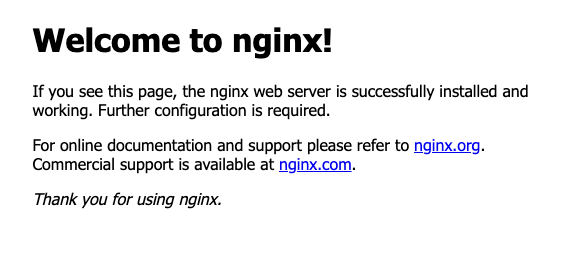 Welcome to nginx!
If you see this page, the nginx web server is successfully installed and
working. Further configuration is required.
For online documentation and support please refer to nginx.org.
Commercial support is available at nginx.com.
Thank you for using nginx.